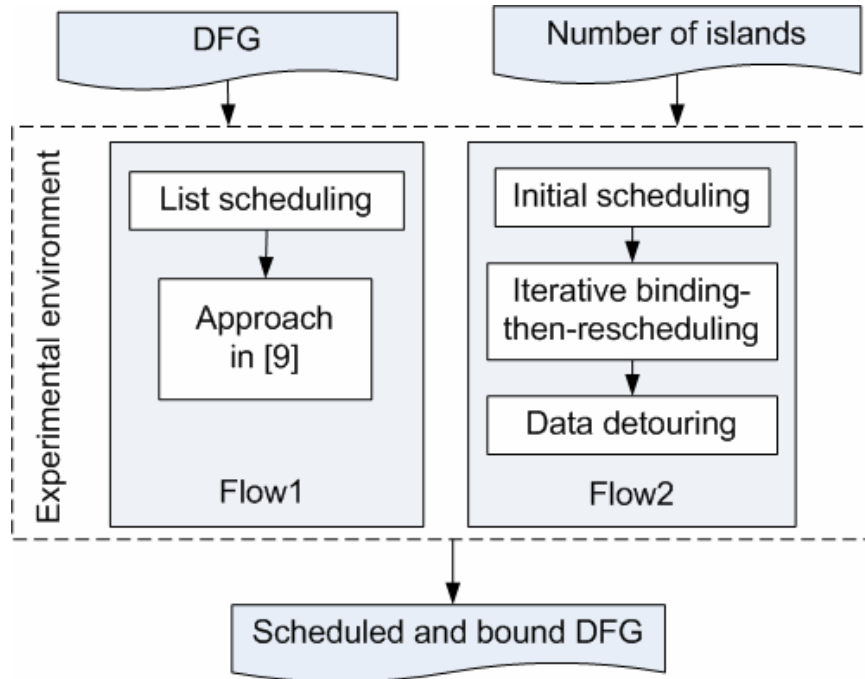 DFG
Number of islands
Experimental environment
List scheduling
Approach
in [9]
Flow1
Initial scheduling
Iterative binding-
then-rescheduling
Data detouring
Flow2
Scheduled and bound DFG